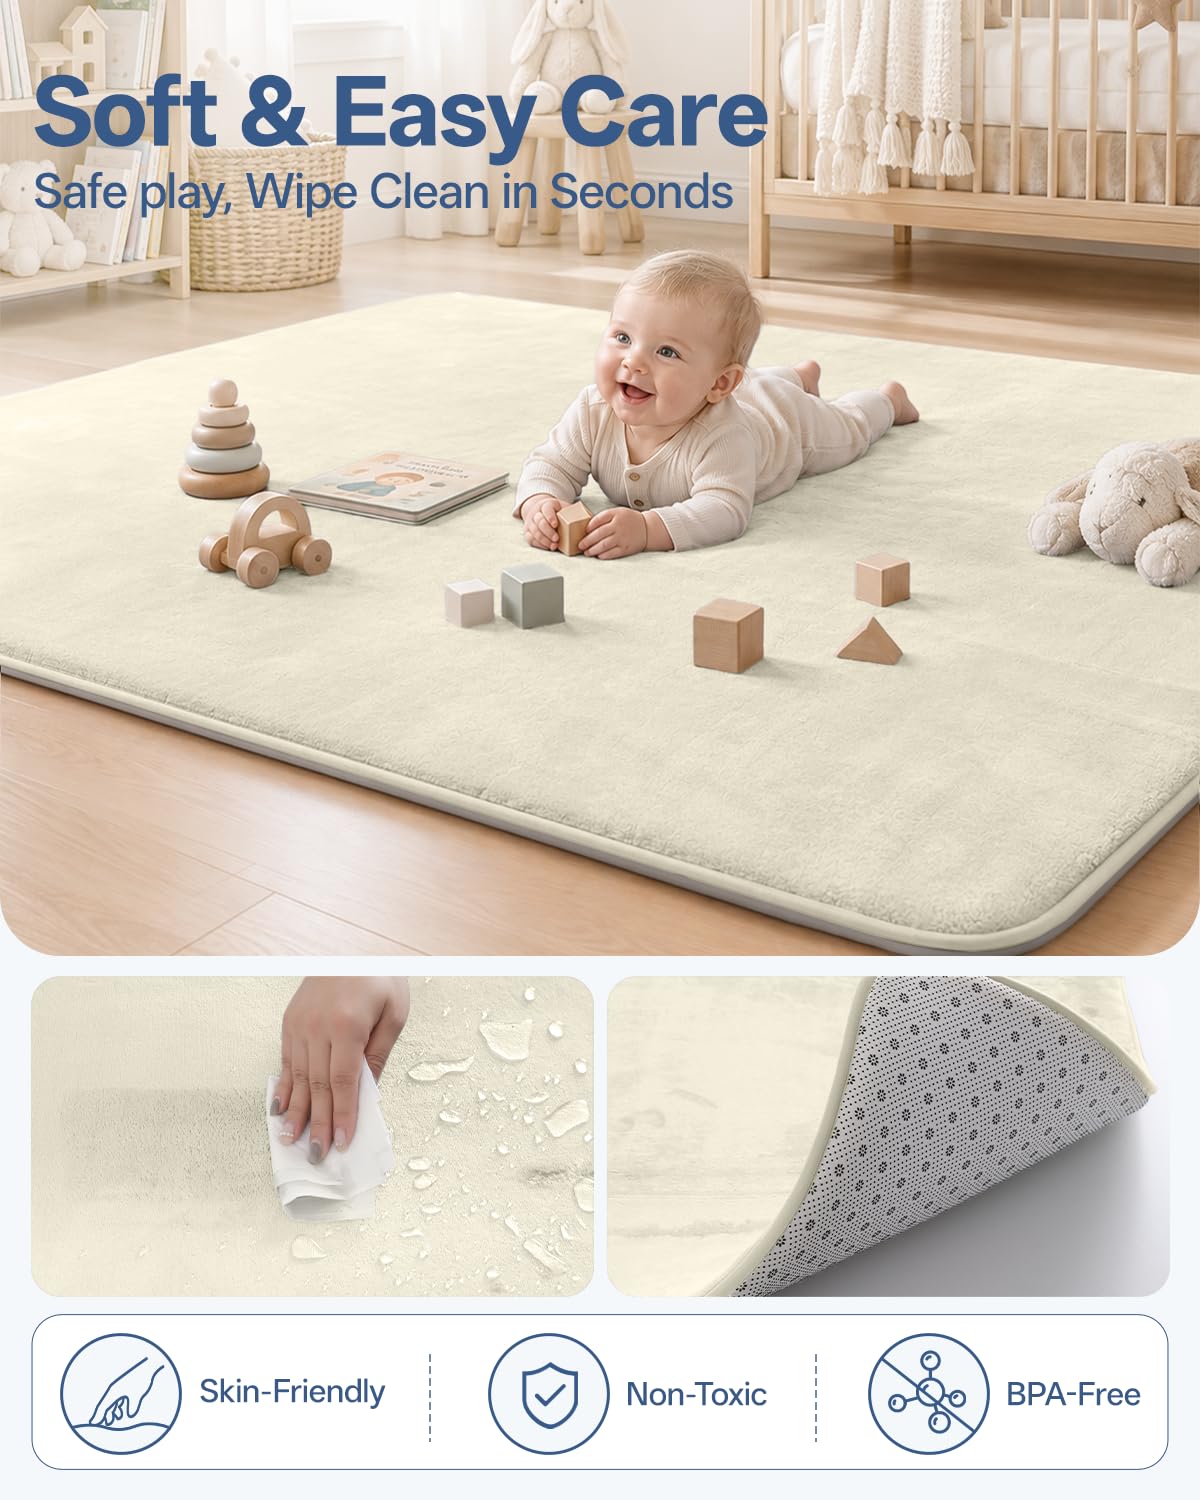 Soft & Easy Care
Safe play, Wipe Clean in Seconds
Skin-Friendly
Non-Toxic
BPA-Free